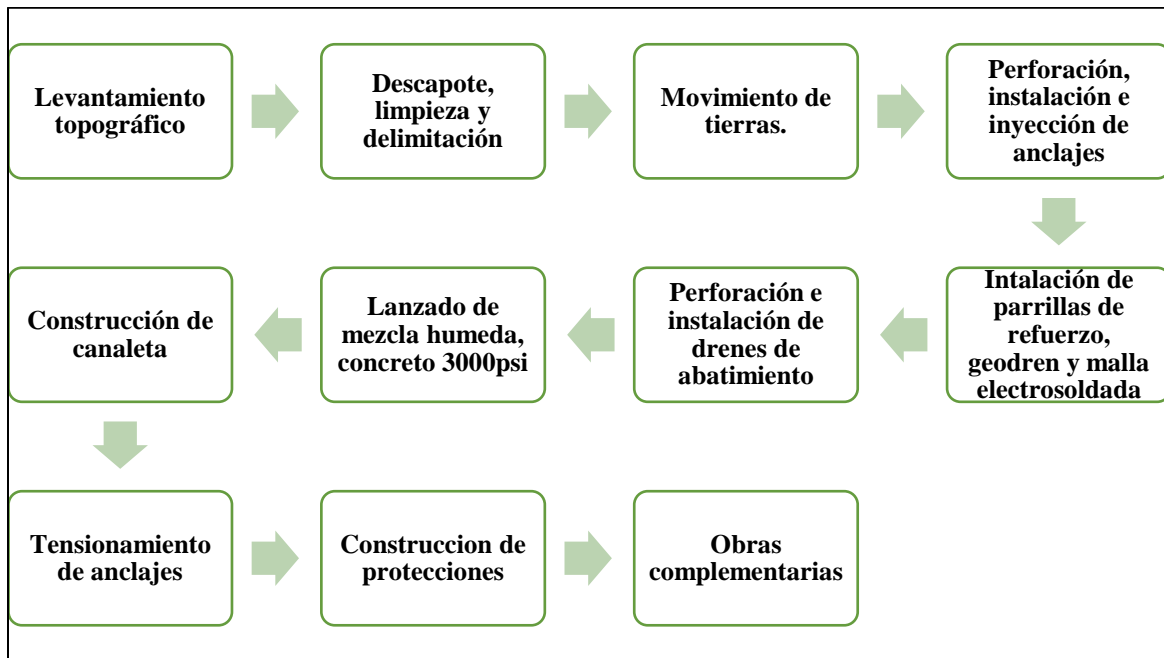 Levantamiento
topográfico
Descapote,
limpieza y
delimitación
Movimiento de
tierras.
Perforación,
instalación e
inyección de
anclajes
Intalación de
parrillas de
refuerzo,
geodren y malla
electrosoldada
Perforación e
instalación de
drenes de
abatimiento
Lanzado de
mezcla humeda,
concreto 3000psi
Construcción de
canaleta
Tensionamiento
de anclajes
Construccion de
protecciones
Obras
complementarias